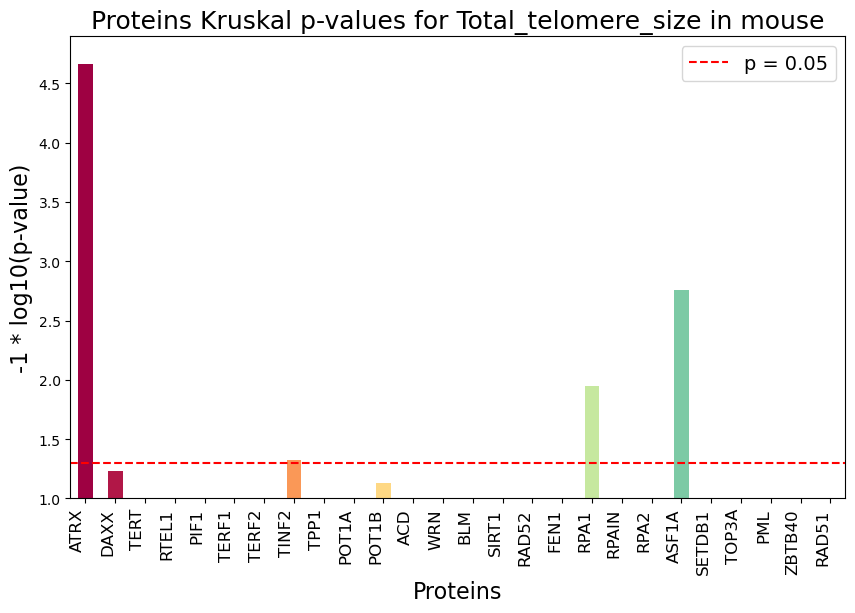 Proteins Kruskal p-values for Total_telomere_size in mouse
p = 0.05
4.5
4.0
3.5
3.0
2.5
2.0
1.5
1.0
-1 * log10(p-value)
ATRX
DAXX
TERT
RTEL1
PIF1
TERF1
TERF2
TINF2
TPP1
POT1A
POT1B
ACD
WRN
BLM
SIRT1
RAD52
FEN1
RPA1
RPAIN
RPA2
ASF1A
SETDB1
TOP3A
PML
ZBTB40
RAD51
Proteins